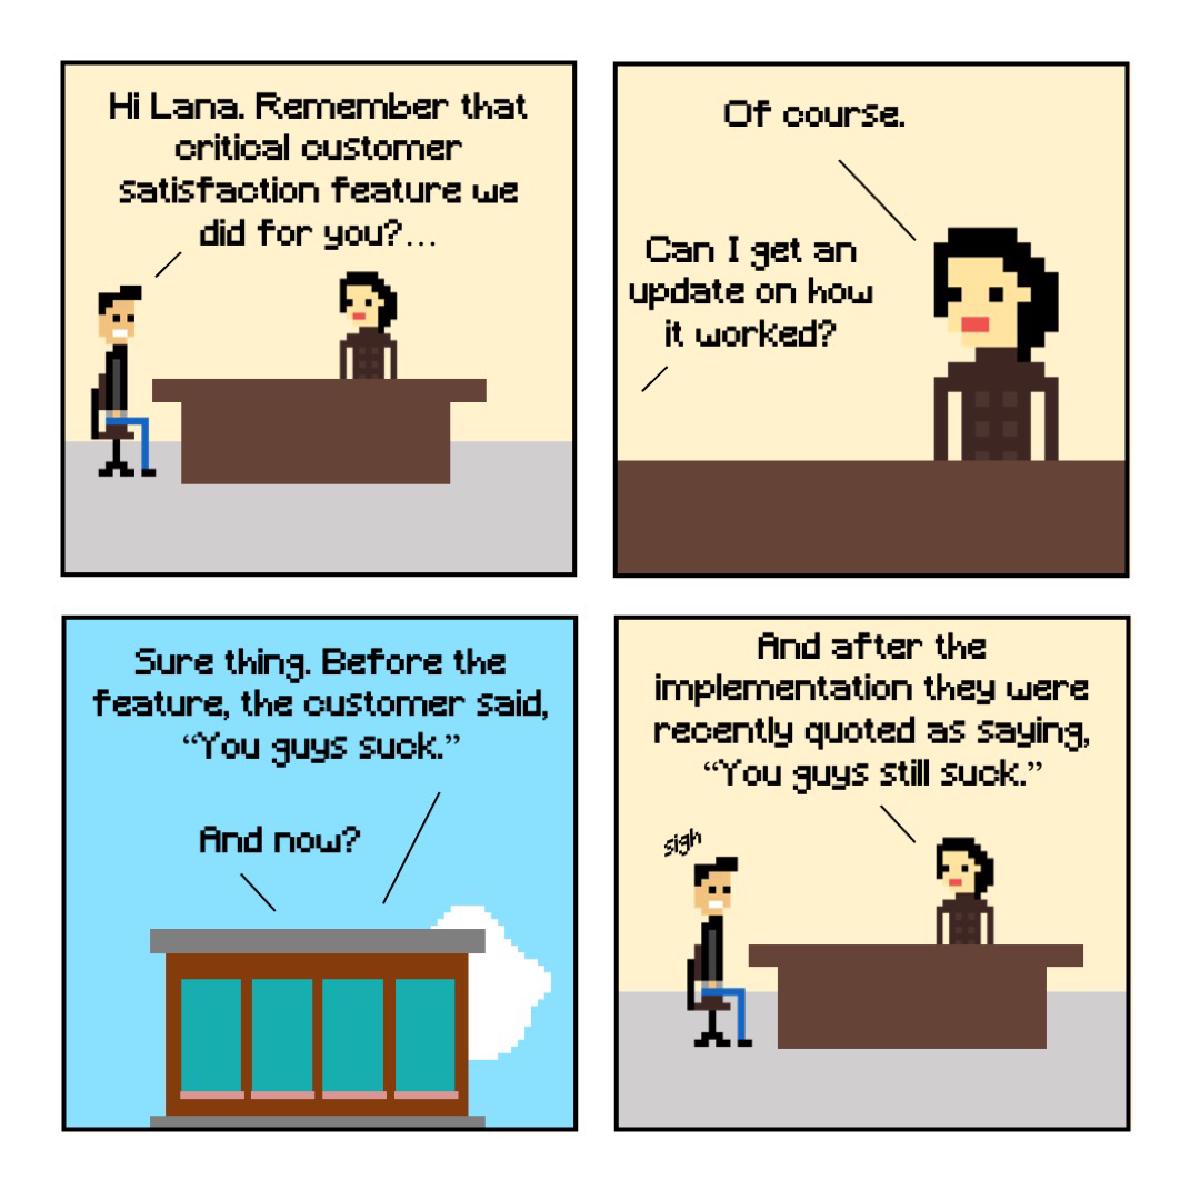 Hi Lana. Remember that
critical customer
satisfaction feature we
did for you?...
Of course.
Can I get an
update on how
it worked?
Sure thing. Before the
feature, the customer said,
“You guys suck.”
And now?
And after the
implementation they were
recently quoted as saying,
“You guys still suck.”
sigh